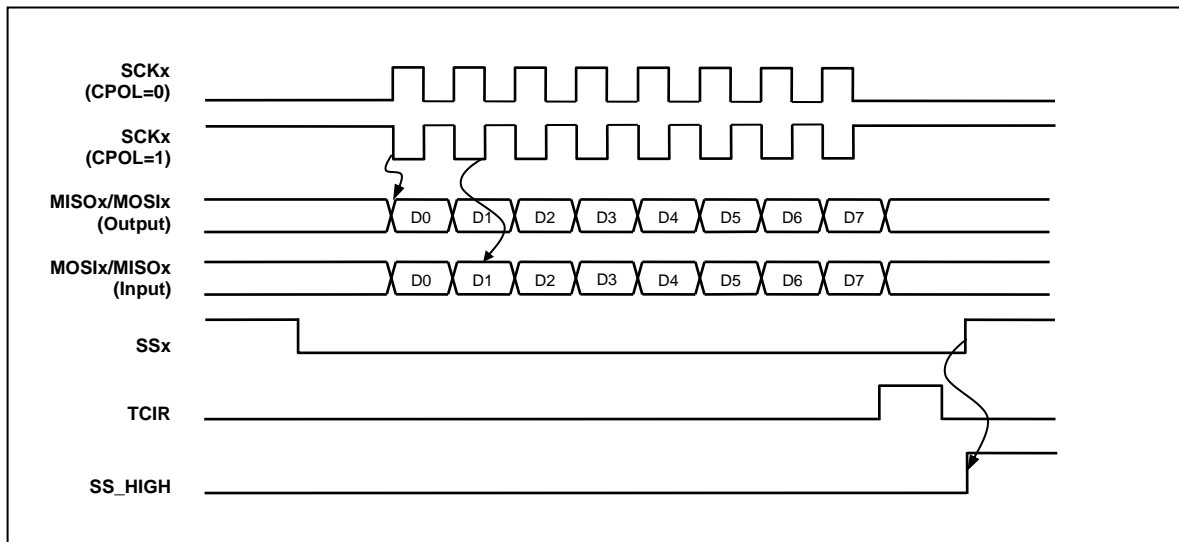 SCKx
(CPOL=0)
SCKx
(CPOL=1)
MISOx/MOSIx
(Output)
D0 D1 D2 D3 D4 D5 D6 D7
MOSIx/MISOx
(Input)
D0 D1 D2 D3 D4 D5 D6 D7
SSx
TCIR
SS_HIGH